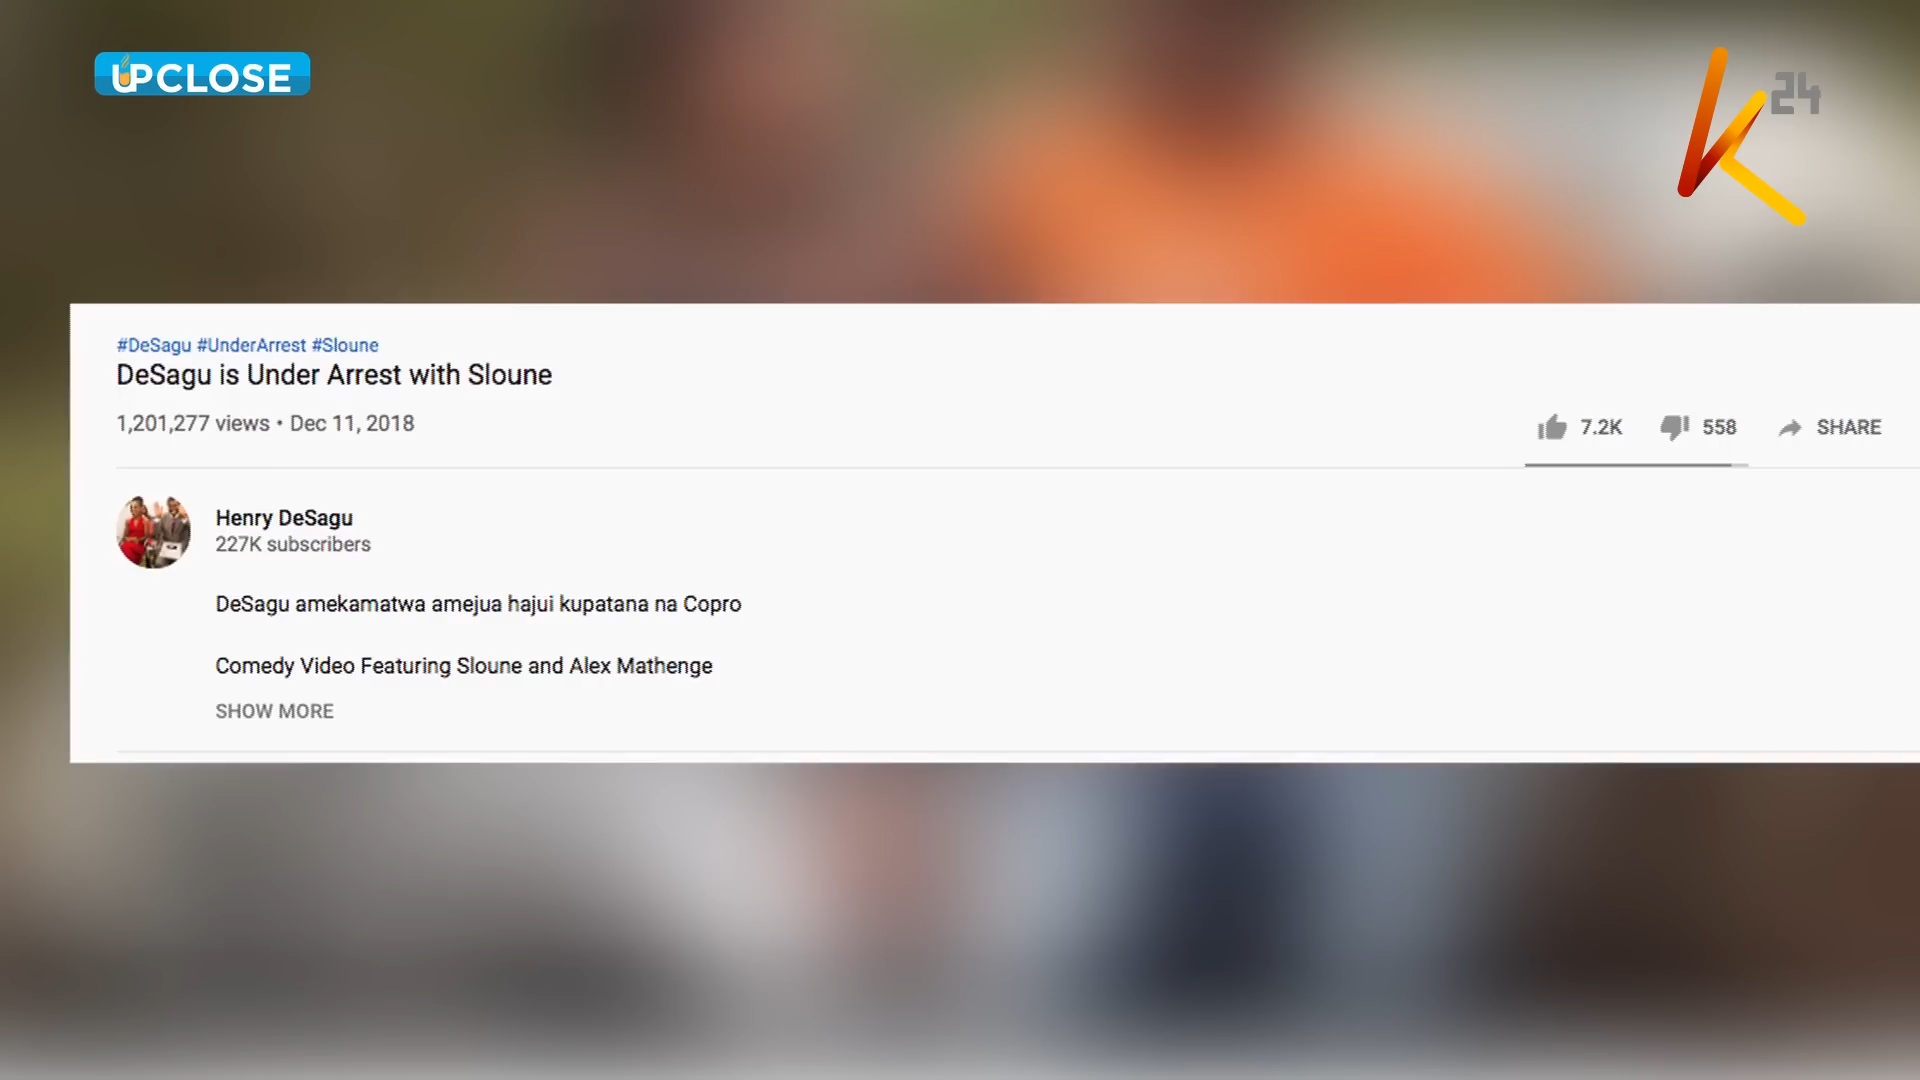 UPCLOSE
24
#DeSagu #UnderArrest #Sloune
DeSagu is Under Arrest with Sloune
1,201,277 views • Dec 11, 2018
7.2K 558 SHARE
Henry DeSagu
227K subscribers
DeSagu amekamatwa amejua hajui kupatana na Copro
Comedy Video Featuring Sloune and Alex Mathenge
SHOW MORE